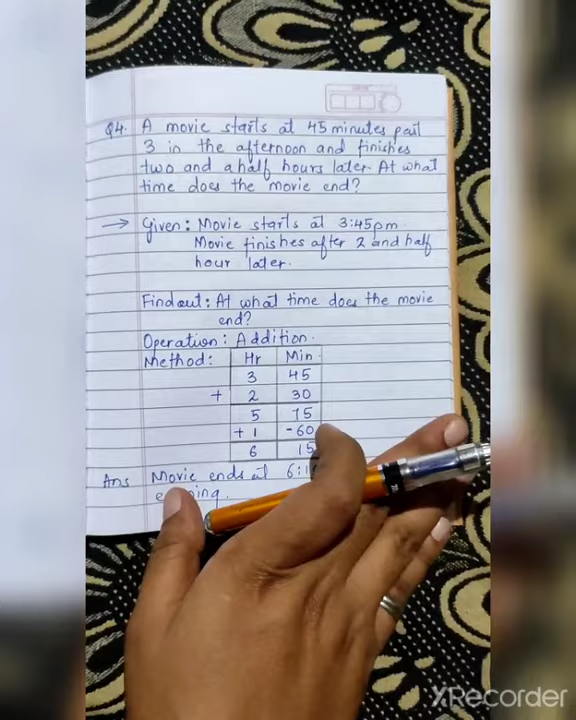 Q4. A movie starts at 45 minutes past
3 in the afternoon and finishes
two and a half hours later. At what
time does the movie end?
→ Given: Movie starts at 3:45pm.
Movie finishes after 2 and half
hour later.
Find out: At what time does the movie
end?
Operation: Addition.
Method: Hr Min
3 45
+ 2 30
5 75
+ 1 -60
6 15
Ans Movie ends at 6:1
XRecorder